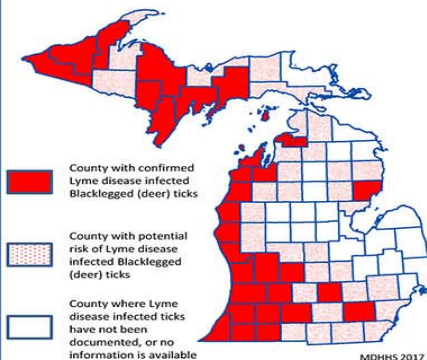 County with confirmed
Lyme disease infected
Blacklegged (deer) ticks
County with potential
risk of Lyme disease
infected Blacklegged
(deer) ticks
County where Lyme
disease infected ticks
have not been
documented, or no
information is available
MDHHS 2017